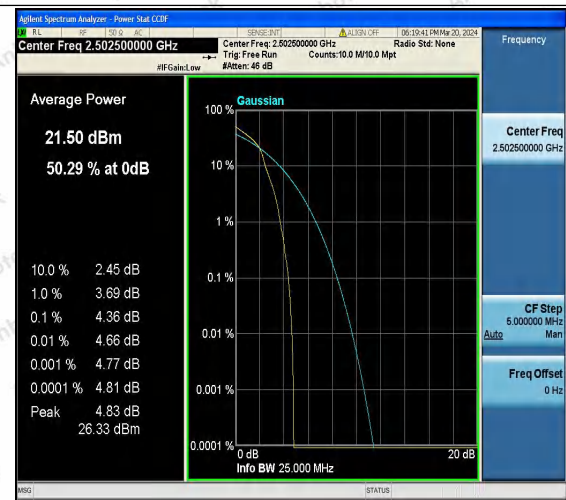 Agilent Spectrum Analyzer - Power Stat CCDF
RL RF 50 Ω AC SENSE:INT ALIGN OFF 06:19:41 PM Mar 20, 2024
Center Freq 2.502500000 GHz
Center Freq: 2.502500000 GHz Radio Std: None
Trig: Free Run Counts:10.0 M/10.0 Mpt
#IFGain:Low #Atten: 46 dB
Frequency
Average Power
21.50 dBm
50.29 % at 0dB
10.0 % 2.45 dB
1.0 % 3.69 dB
0.1 % 4.36 dB
0.01 % 4.66 dB
0.001 % 4.77 dB
0.0001 % 4.81 dB
Peak 4.83 dB
26.33 dBm
Gaussian
100 %
10 %
1 %
0.1 %
0.01 %
0.001 %
0.0001 %
0 dB 20 dB
Info BW 25.000 MHz
Center Freq
2.502500000 GHz
CF Step
5.000000 MHz
Auto Man
Freq Offset
0 Hz
MSG STATUS